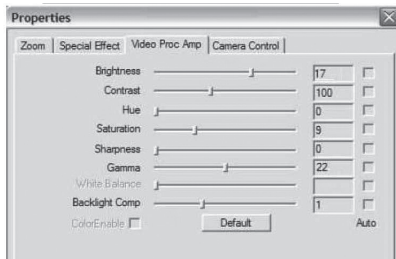 Properties
Zoom Special Effect Video Proc Amp Camera Control
Brightness 17
Contrast 100
Hue 0
Saturation 9
Sharpness 0
Gamma 22
White Balance
Backlight Comp 1
ColorEnable Default Auto